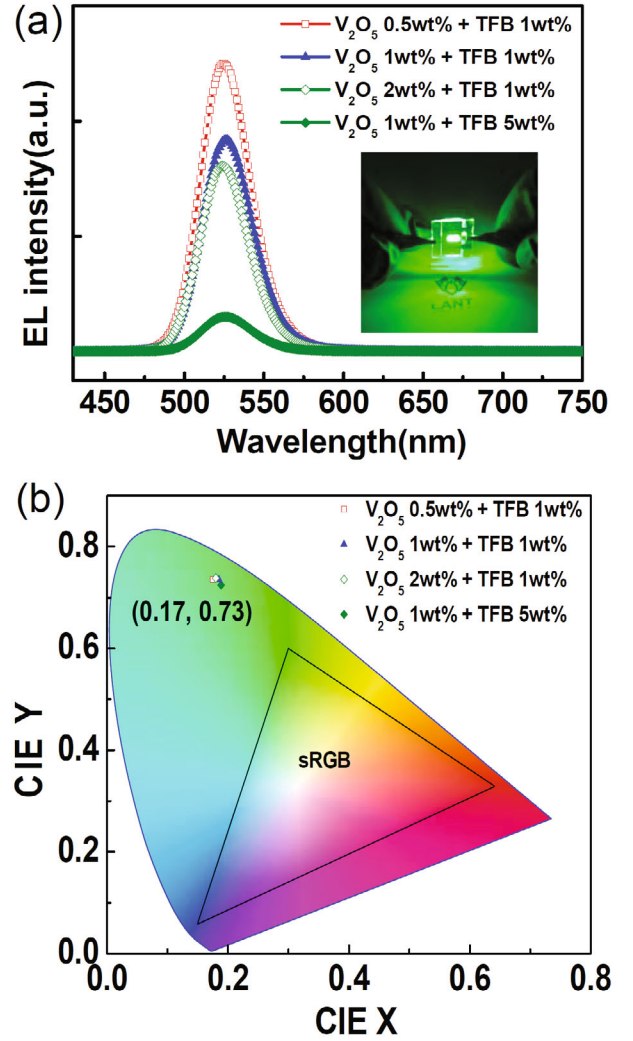 (a)
V₂O₅ 0.5wt% + TFB 1wt%
V₂O₅ 1wt% + TFB 1wt%
V₂O₅ 2wt% + TFB 1wt%
V₂O₅ 1wt% + TFB 5wt%
EL intensity(a.u.)
LANT
450 500 550 600 650 700 750
Wavelength(nm)
(b)
V₂O₅ 0.5wt% + TFB 1wt%
V₂O₅ 1wt% + TFB 1wt%
V₂O₅ 2wt% + TFB 1wt%
V₂O₅ 1wt% + TFB 5wt%
0.8
(0.17, 0.73)
0.6
CIE Y
0.4
sRGB
0.2
0.0
0.0 0.2 0.4 0.6 0.8
CIE X